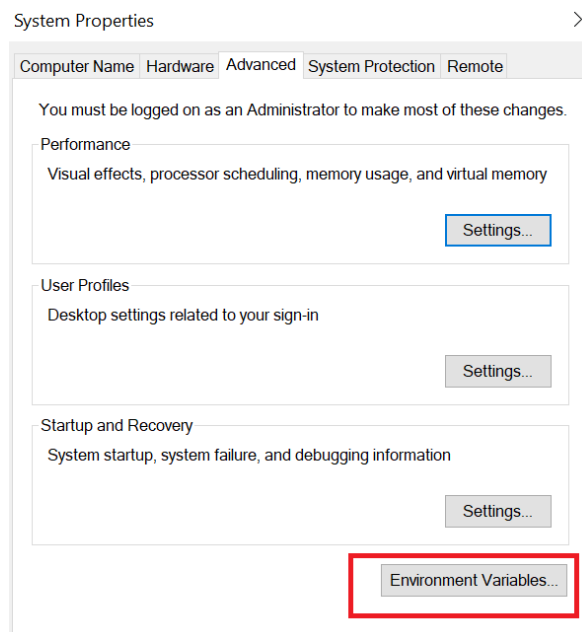 System Properties
Computer Name Hardware Advanced System Protection Remote
You must be logged on as an Administrator to make most of these changes.
Performance
Visual effects, processor scheduling, memory usage, and virtual memory
Settings...
User Profiles
Desktop settings related to your sign-in
Settings...
Startup and Recovery
System startup, system failure, and debugging information
Settings...
Environment Variables...